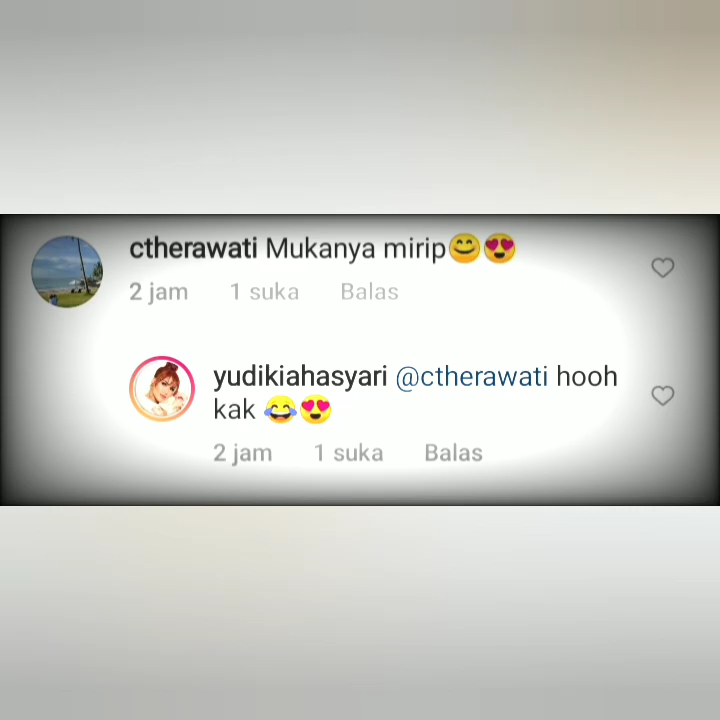 ctherawati Mukanya mirip😊😍
2 jam 1 suka Balas
yudikiahasyari @ctherawati hooh
kak 😂😍
2 jam 1 suka Balas